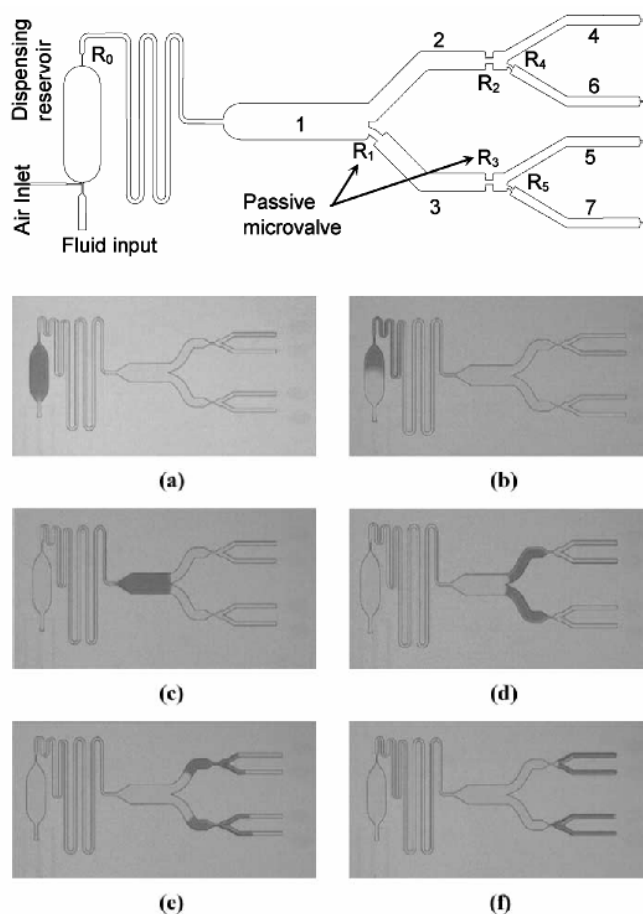 Dispensing
reservoir
R0
Air Inlet
Fluid input
1
2
3
4
5
6
7
R1
R2
R3
R4
R5
Passive
microvalve
(a)
(b)
(c)
(d)
(e)
(f)